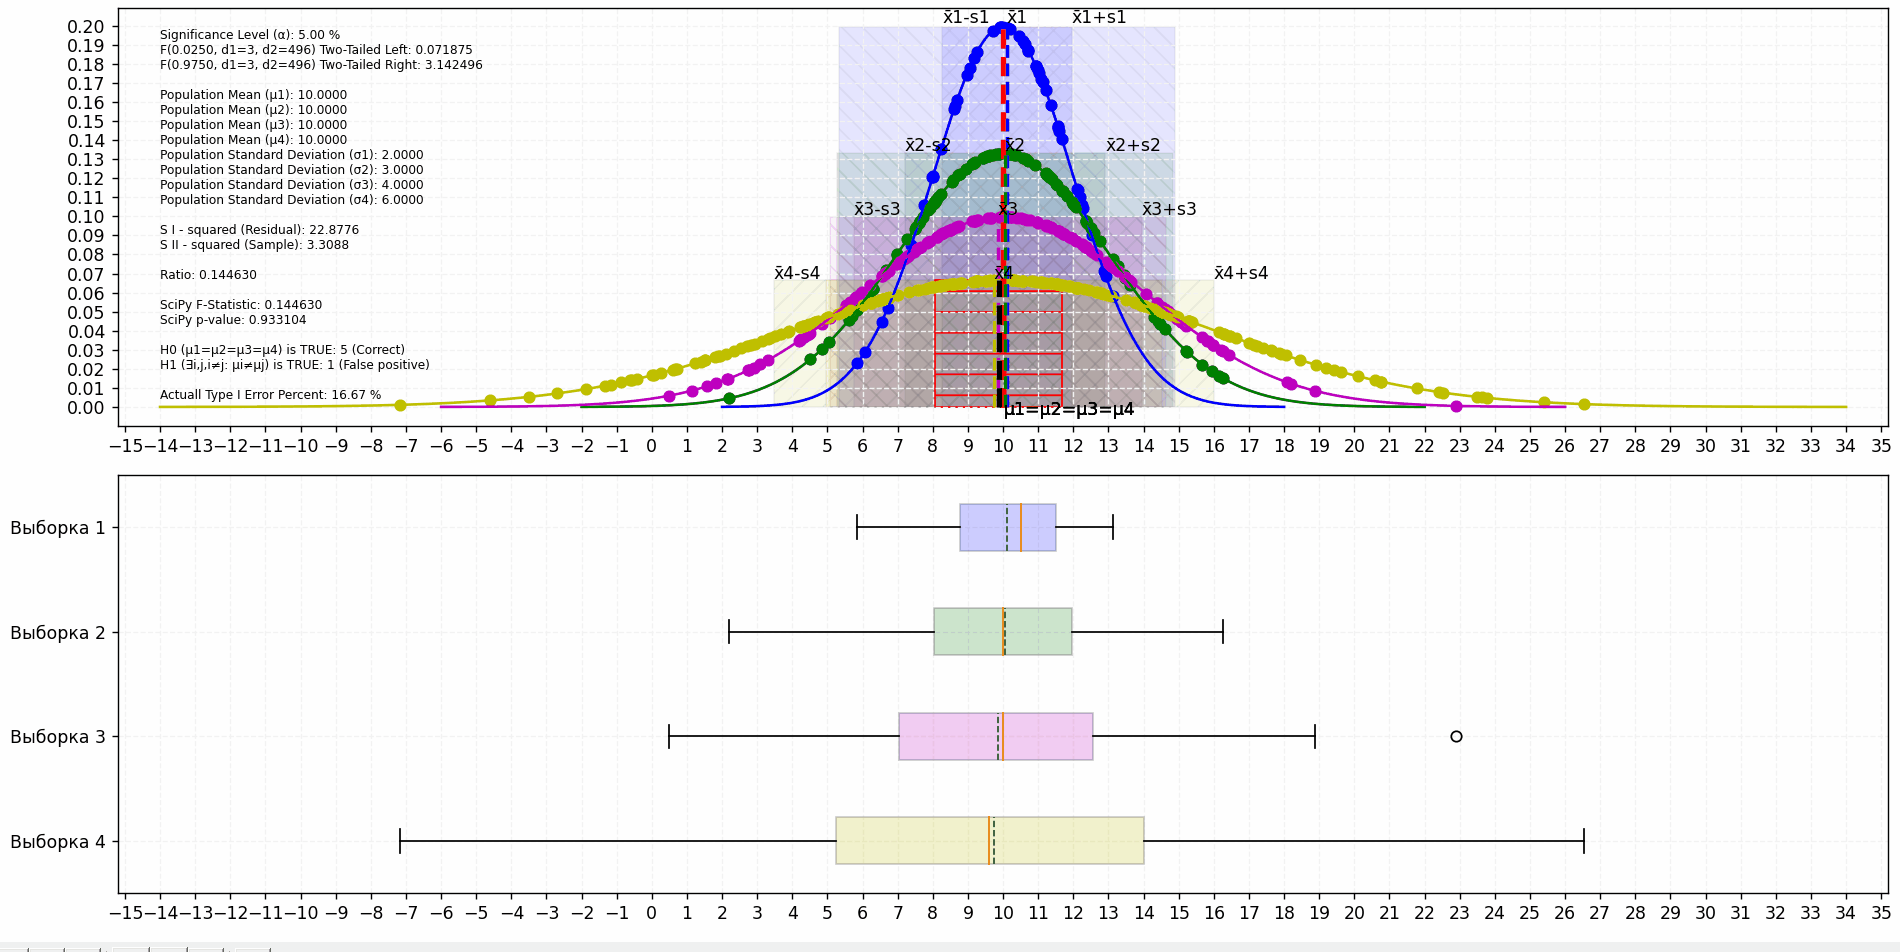 x̄1-s1 x̄1 x̄1+s1
0.20
0.19
0.18
0.17
0.16
0.15
0.14
0.13
0.12
0.11
0.10
0.09
0.08
0.07
0.06
0.05
0.04
0.03
0.02
0.01
0.00
Significance Level (α): 5.00 %
F(0.0250, d1=3, d2=496) Two-Tailed Left: 0.071875
F(0.9750, d1=3, d2=496) Two-Tailed Right: 3.142496
Population Mean (μ1): 10.0000
Population Mean (μ2): 10.0000
Population Mean (μ3): 10.0000
Population Mean (μ4): 10.0000
Population Standard Deviation (σ1): 2.0000
Population Standard Deviation (σ2): 3.0000
Population Standard Deviation (σ3): 4.0000
Population Standard Deviation (σ4): 6.0000
S I - squared (Residual): 22.8776
S II - squared (Sample): 3.3088
Ratio: 0.144630
SciPy F-Statistic: 0.144630
SciPy p-value: 0.933104
H0 (μ1=μ2=μ3=μ4) is TRUE: 5 (Correct)
H1 (∃i,j,i≠j: μi≠μj) is TRUE: 1 (False positive)
Actuall Type I Error Percent: 16.67 %
x̄2-s2 x̄2 x̄2+s2
x̄3-s3 x̄3 x̄3+s3
x̄4-s4 x̄4 x̄4+s4
μ1=μ2=μ3=μ4
−15 −14 −13 −12 −11 −10 −9 −8 −7 −6 −5 −4 −3 −2 −1 0 1 2 3 4 5 6 7 8 9 10 11 12 13 14 15 16 17 18 19 20 21 22 23 24 25 26 27 28 29 30 31 32 33 34 35
Выборка 1
Выборка 2
Выборка 3
Выборка 4
−15 −14 −13 −12 −11 −10 −9 −8 −7 −6 −5 −4 −3 −2 −1 0 1 2 3 4 5 6 7 8 9 10 11 12 13 14 15 16 17 18 19 20 21 22 23 24 25 26 27 28 29 30 31 32 33 34 35